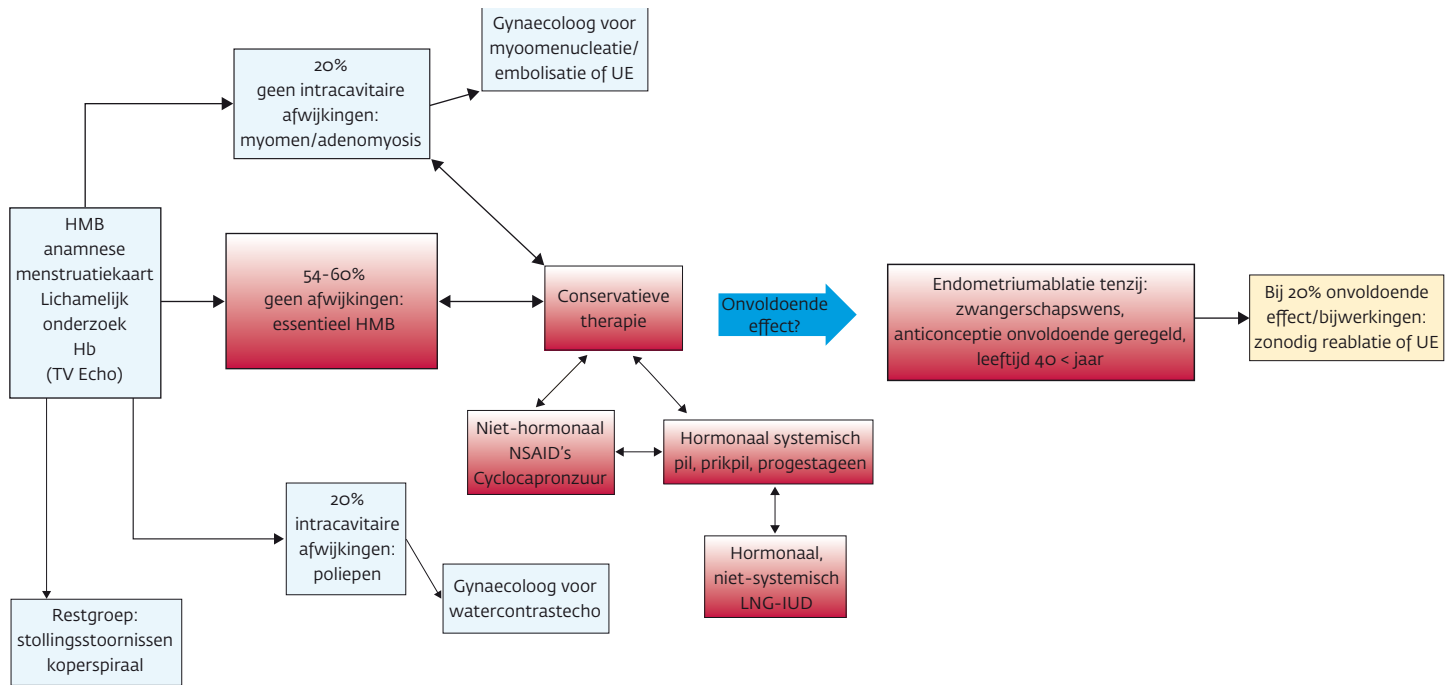 Gynaecoloog voor
myoomenucleatie/
embolisatie of UE
20%
geen intracavitaire
afwijkingen:
myomen/adenomyosis
HMB
anamnese
menstruatiekaart
Lichamelijk
onderzoek
Hb
(TV Echo)
54-60%
geen afwijkingen:
essentieel HMB
Conservatieve
therapie
Onvoldoende
effect?
Endometriumablatie tenzij:
zwangerschapswens,
anticonceptie onvoldoende geregeld,
leeftijd 40 < jaar
Bij 20% onvoldoende
effect/bijwerkingen:
zonodig reablatie of UE
Niet-hormonaal
NSAID's
Cyclocapronzuur
Hormonaal systemisch
pil, prikpil, progestageen
Hormonaal,
niet-systemisch
LNG-IUD
20%
intracavitaire
afwijkingen:
poliepen
Gynaecoloog voor
watercontrastecho
Restgroep:
stollingsstoornissen
koperspiraal